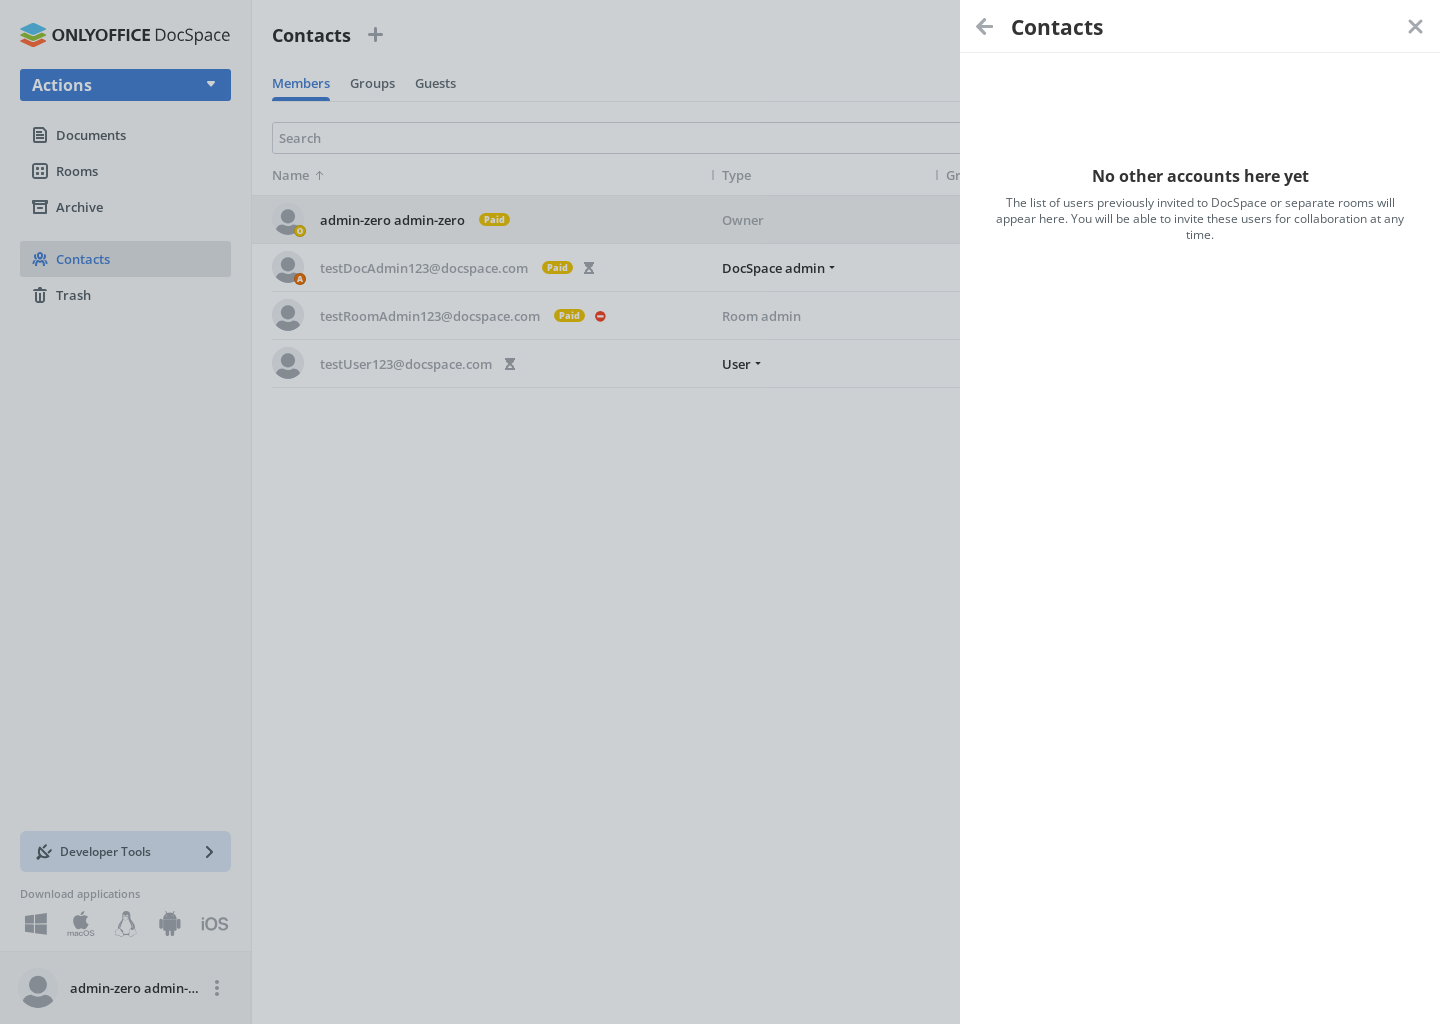 ONLYOFFICE DocSpace
Actions
Documents
Rooms
Archive
Contacts
Trash
Developer Tools
Download applications
macOS
iOS
admin-zero admin-...
Contacts
Members Groups Guests
Search
Name Type Gr
admin-zero admin-zero Paid Owner
O
testDocAdmin123@docspace.com Paid DocSpace admin
A
testRoomAdmin123@docspace.com Paid Room admin
testUser123@docspace.com User
Contacts
No other accounts here yet
The list of users previously invited to DocSpace or separate rooms will
appear here. You will be able to invite these users for collaboration at any
time.